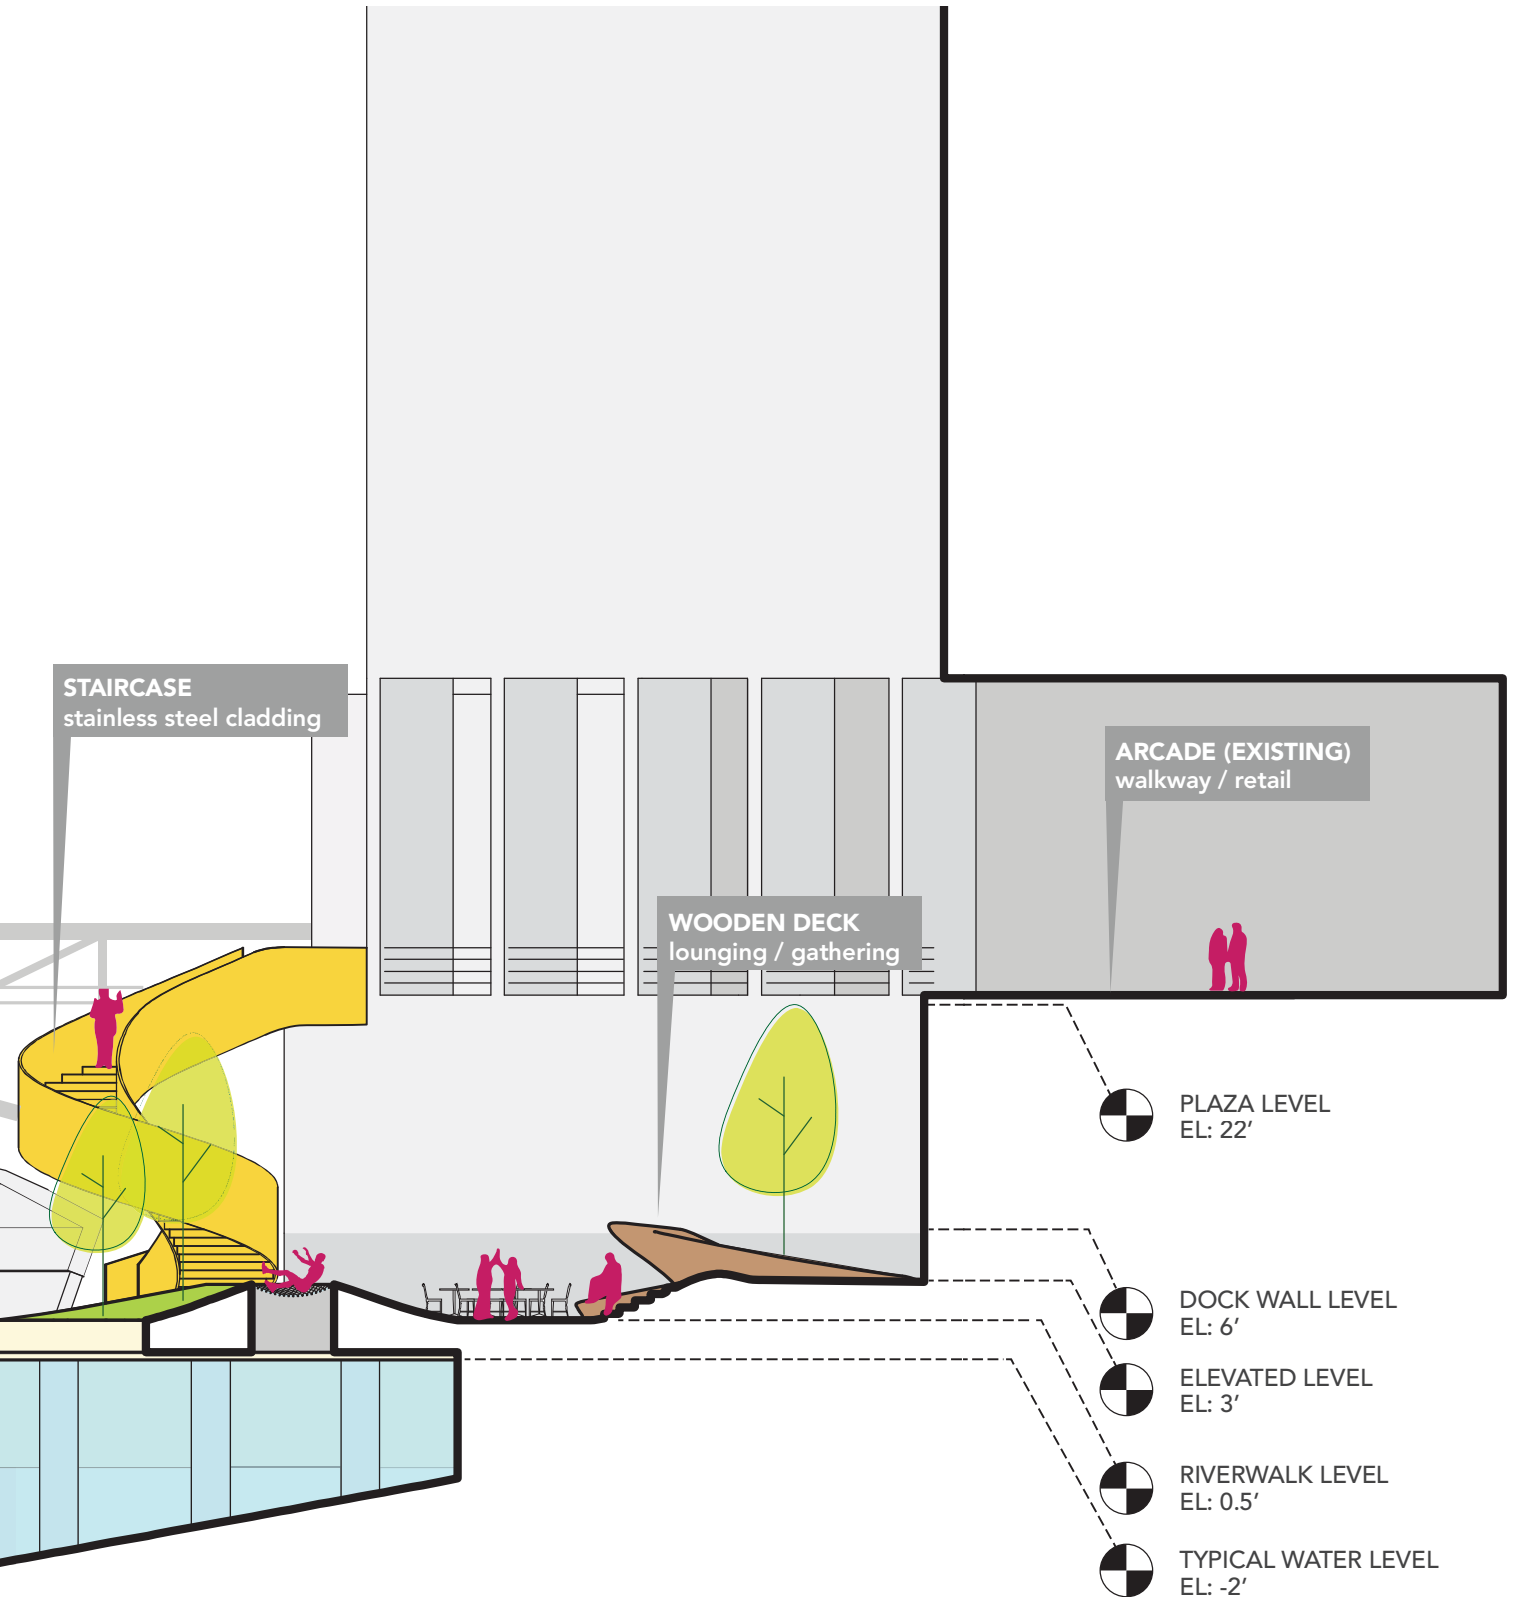 STAIRCASE
stainless steel cladding
ARCADE (EXISTING)
walkway / retail
WOODEN DECK
lounging / gathering
PLAZA LEVEL
EL: 22’
DOCK WALL LEVEL
EL: 6’
ELEVATED LEVEL
EL: 3’
RIVERWALK LEVEL
EL: 0.5’
TYPICAL WATER LEVEL
EL: -2’